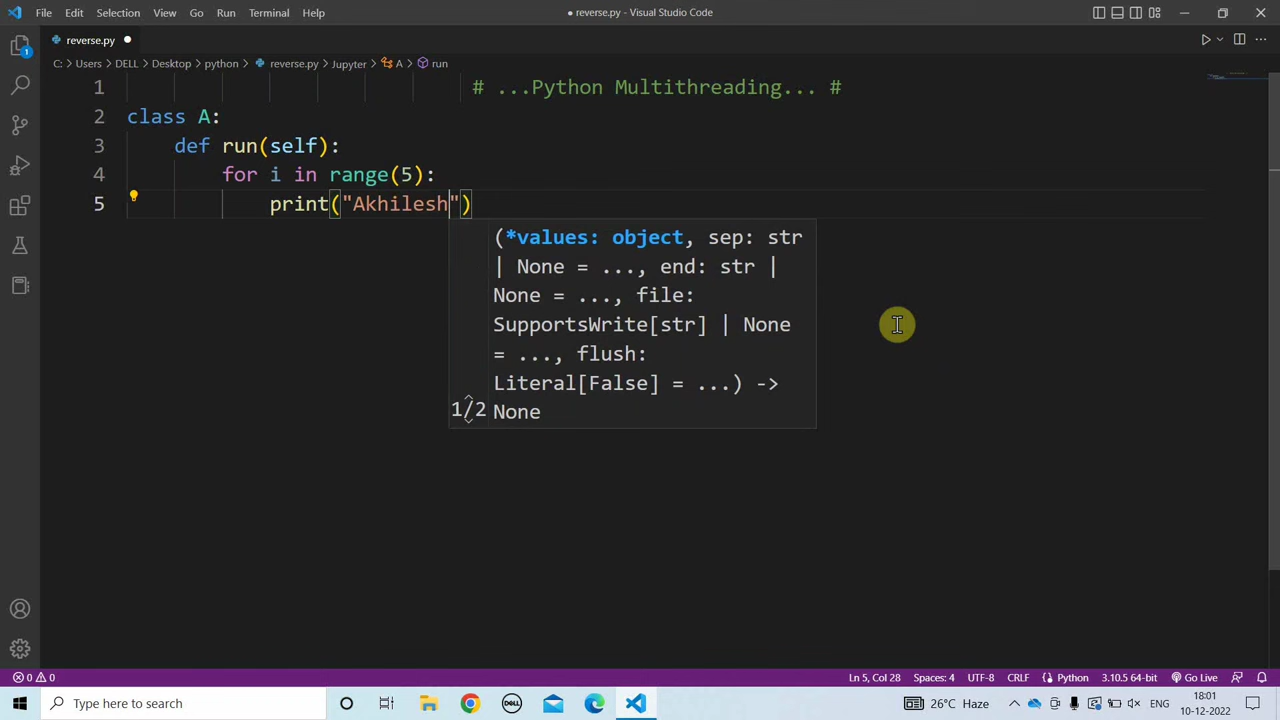 File Edit Selection View Go Run Terminal Help
● reverse.py - Visual Studio Code
reverse.py ●
C: > Users > DELL > Desktop > python > reverse.py > Jupyter > A > run
1 # ...Python Multithreading... #
2 class A:
3 def run(self):
4 for i in range(5):
5 print("Akhilesh")
(*values: object, sep: str
| None = ..., end: str |
None = ..., file:
SupportsWrite[str] | None
= ..., flush:
Literal[False] = ...) ->
1/2 None
1
0 0 Ln 5, Col 28 Spaces: 4 UTF-8 CRLF Python 3.10.5 64-bit Go Live
Type here to search
DELL
26°C Haze ENG 18:01
10-12-2022